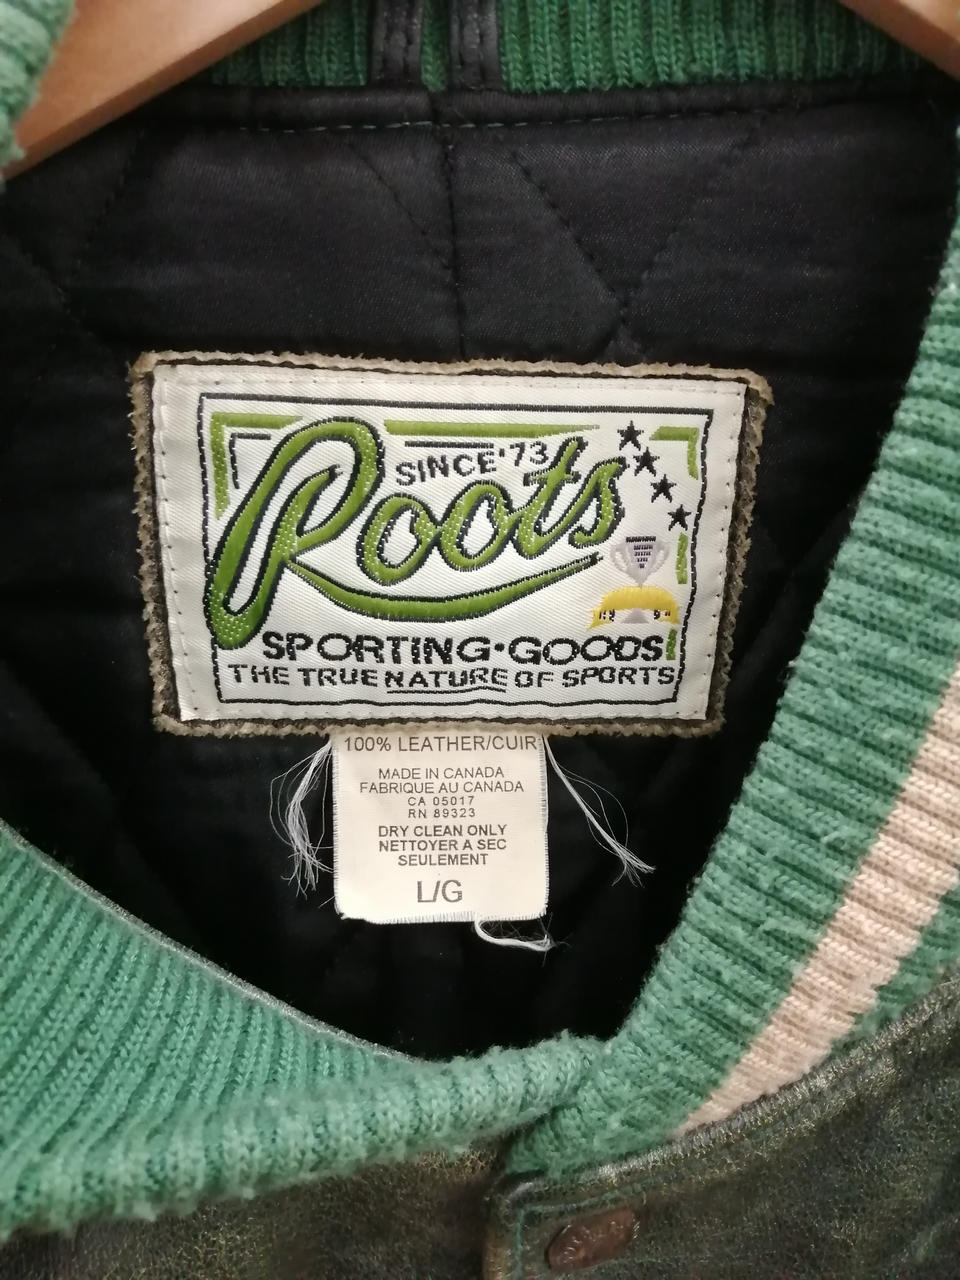 SINCE '73
Roots
SPORTING•GOODS
THE TRUE NATURE OF SPORTS
100% LEATHER/CUIR
MADE IN CANADA
FABRIQUE AU CANADA
CA 05017
RN 89323
DRY CLEAN ONLY
NETTOYER A SEC
SEULEMENT
L/G